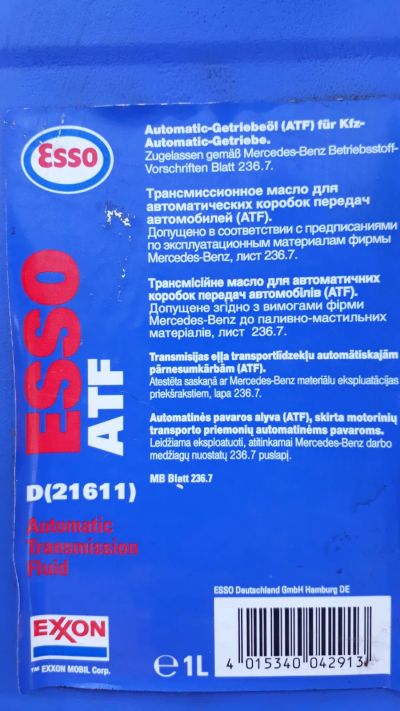 Esso
Automatic-Getriebeöl (ATF) für Kfz-
Automatic-Getriebe.
Zugelassen gemäß Mercedes-Benz Betriebsstoff-
Vorschriften Blatt 236.7.
Трансмиссионное масло для
автоматических коробок передач
автомобилей (ATF).
Допущено в соответствии с предписаниями
по эксплуатационным материалам фирмы
Mercedes-Benz, лист 236.7.
Трансмісійне масло для автоматичних
коробок передач автомобілів (ATF).
Допущене згідно з вимогами фірми
Mercedes-Benz до паливно-мастильних
матеріалів, лист 236.7.
Transmisijas eļļa transportlīdzekļu automātiskajām
pārnesumkārbām (ATF).
Atestēta saskaņā ar Mercedes-Benz materiālu ekspluatācijas
priekšrakstiem, lapa 236.7.
Automatinės pavaros alyva (ATF), skirta motorinių
transporto priemonių automatinėms pavaroms.
Leidžiama eksploatuoti, atitinkamai Mercedes-Benz darbo
medžiagų nuostatų 236.7 puslapį.
MB Blatt 236.7
ESSO
ATF
D(21611)
Automatic
Transmission
Fluid
EXXON
™ EXXON MOBIL Corp.
e 1L
ESSO Deutschland GmbH Hamburg DE
4 015340 042913